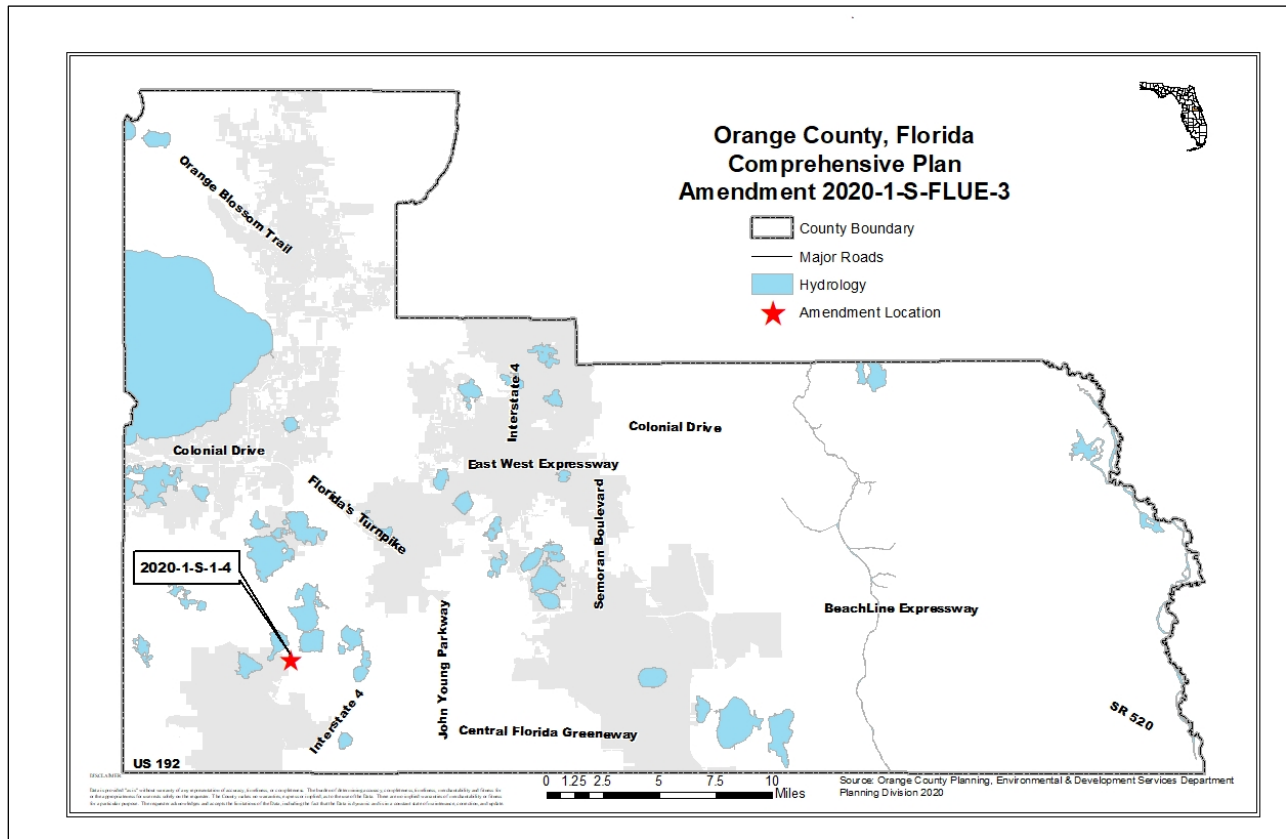 Orange County, Florida
Comprehensive Plan
Amendment 2020-1-S-FLUE-3
County Boundary
Major Roads
Hydrology
Amendment Location
Orange Blossom Trail
Interstate 4
Colonial Drive
Colonial Drive
East West Expressway
Florida's Turnpike
Semoran Boulevard
2020-1-S-1-4
BeachLine Expressway
John Young Parkway
Interstate 4
SR 520
Central Florida Greeneway
US 192
0 1.25 2.5 5 7.5 10
Miles
Source: Orange County Planning, Environmental & Development Services Department
Planning Division 2020